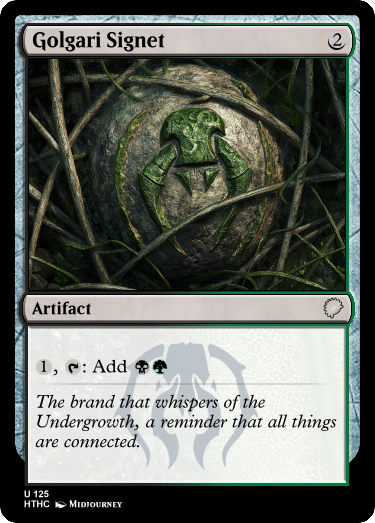 Golgari Signet 2
Artifact
1, : Add
The brand that whispers of the
Undergrowth, a reminder that all things
are connected.
U 125
HTHC Midjourney